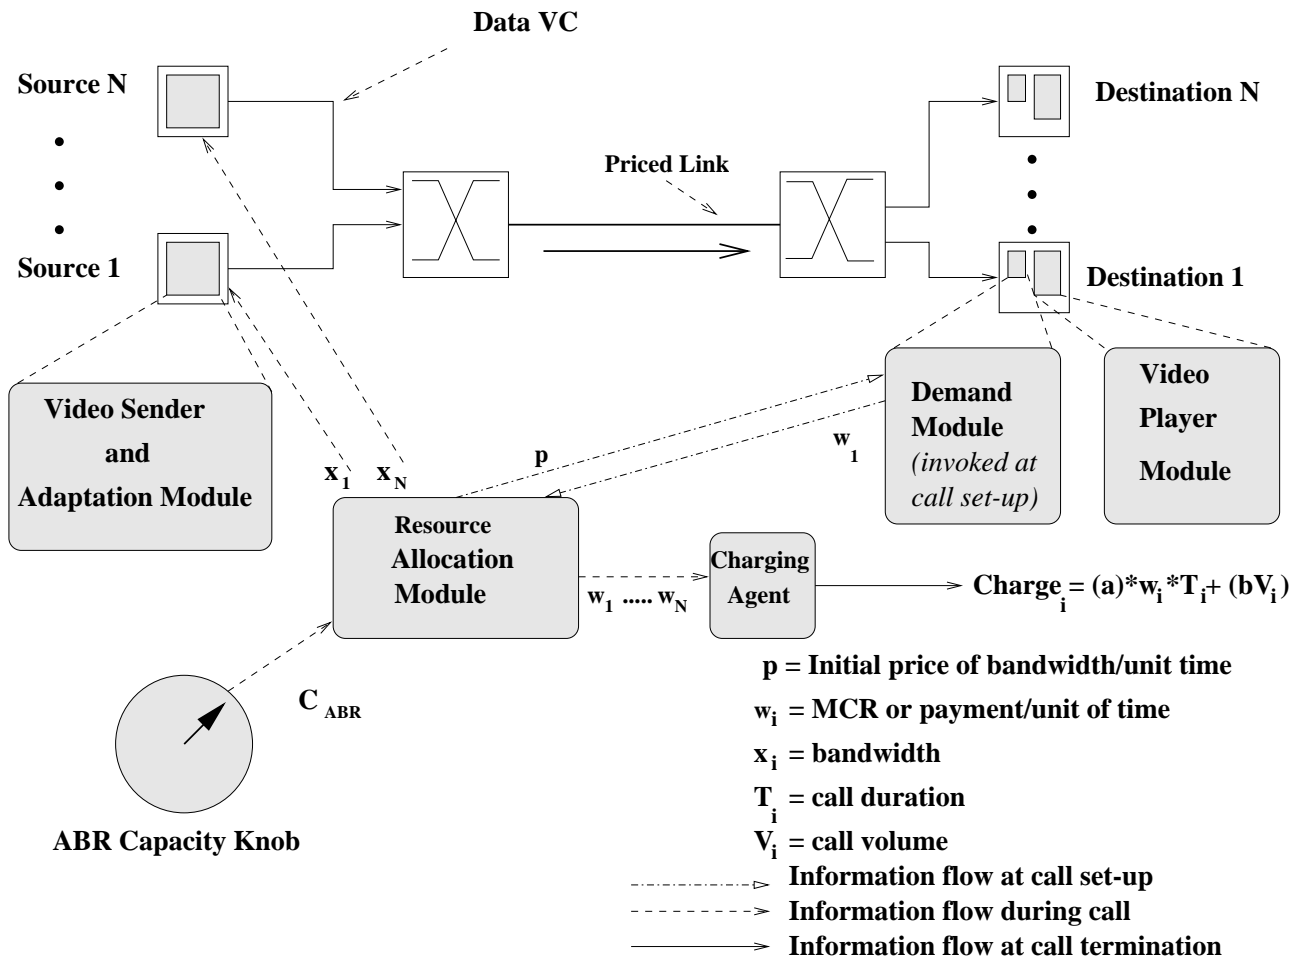 Data VC
Source N
Destination N
Priced Link
Source 1
Destination 1
Video Sender
and
Adaptation Module
x1
xN
p
w1
Demand
Module
(invoked at
call set-up)
Video
Player
Module
Resource
Allocation
Module
w1 ..... wN
Charging
Agent
Chargei = (a)*wi*Ti+ (bVi)
CABR
ABR Capacity Knob
p = Initial price of bandwidth/unit time
wi = MCR or payment/unit of time
xi = bandwidth
Ti = call duration
Vi = call volume
Information flow at call set-up
Information flow during call
Information flow at call termination